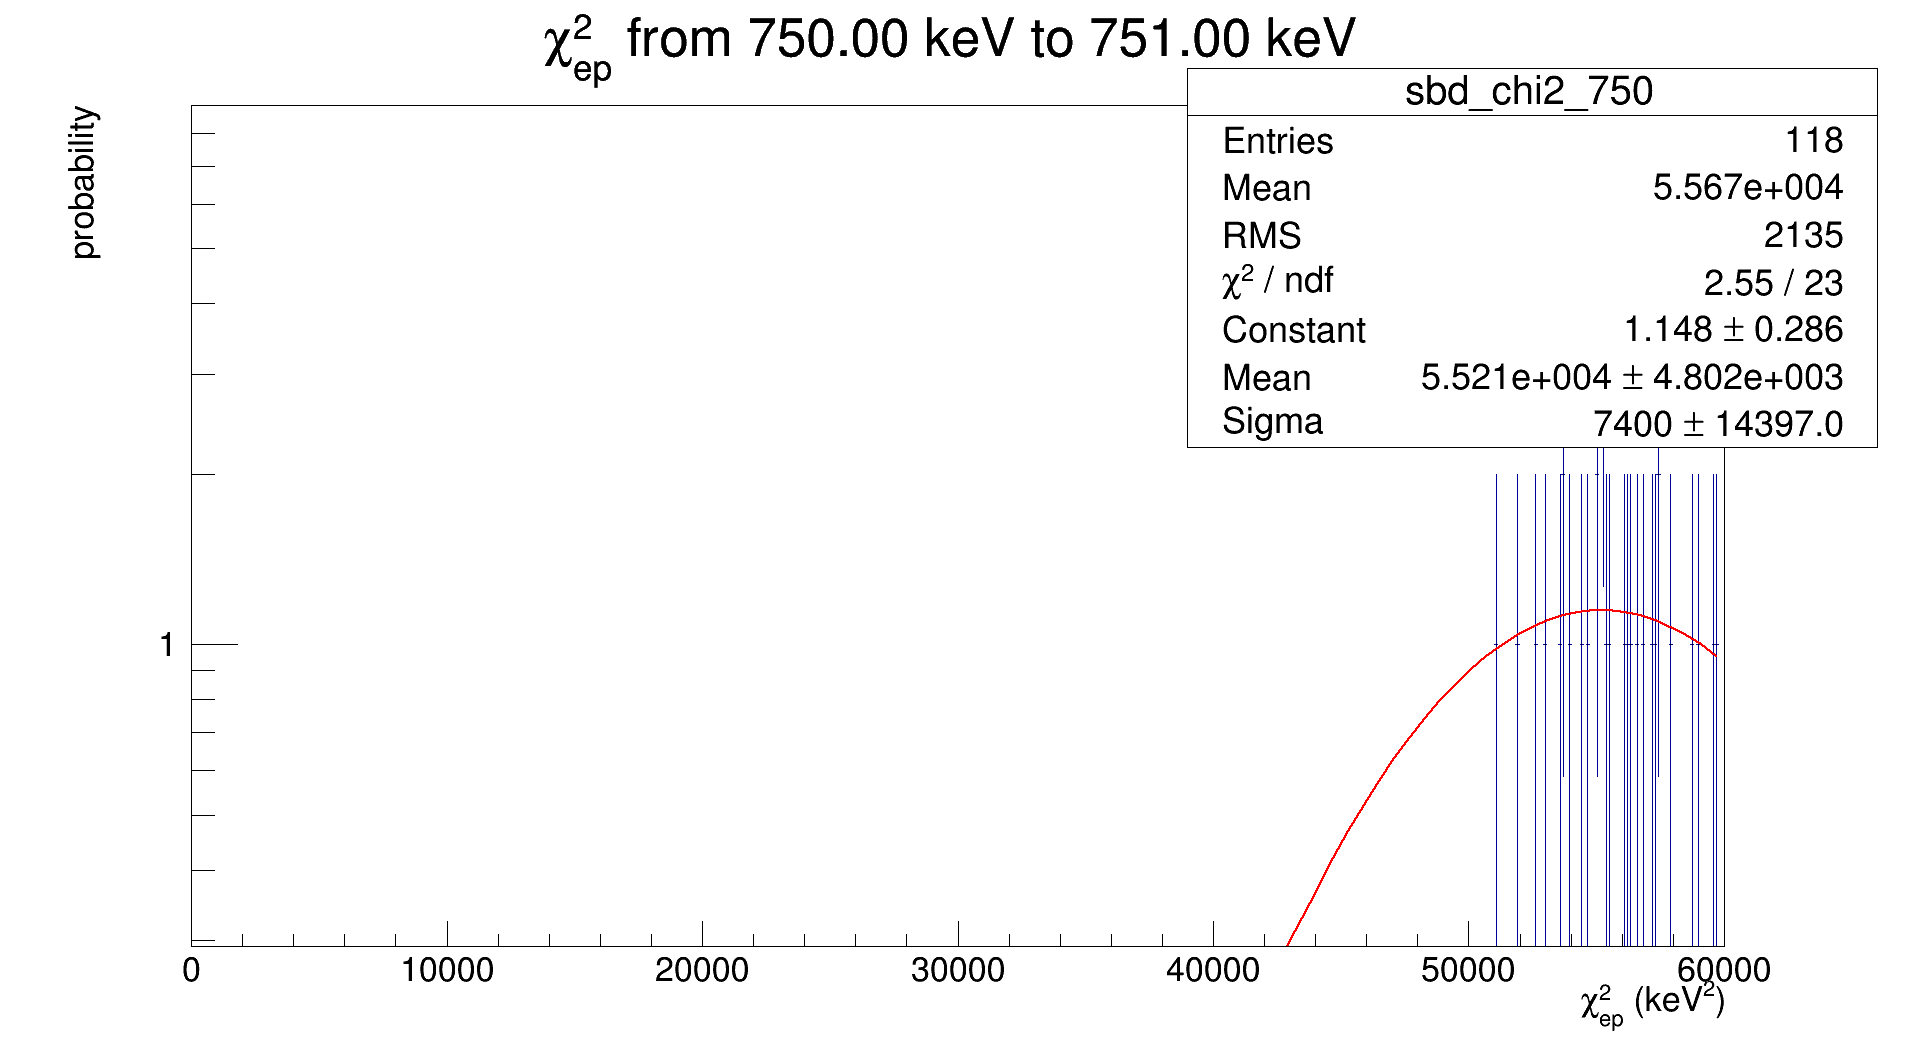 χ²ep from 750.00 keV to 751.00 keV
probability
sbd_chi2_750
Entries 118
Mean 5.567e+004
RMS 2135
χ² / ndf 2.55 / 23
Constant 1.148 ± 0.286
Mean 5.521e+004 ± 4.802e+003
Sigma 7400 ± 14397.0
1
0 10000 20000 30000 40000 50000 60000
χ²ep (keV²)